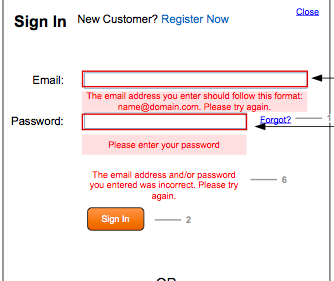 Close
Sign In New Customer? Register Now
Email:
The email address you enter should follow this format:
name@domain.com. Please try again.
Password:
Forgot? 1
Please enter your password
The email address and/or password
you entered was incorrect. Please try
again.
6
Sign In 2